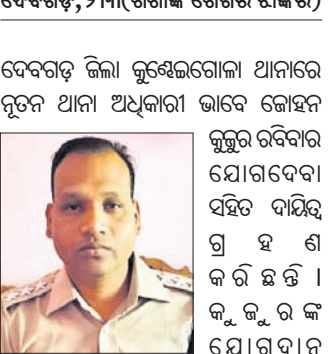 ଦେବଗଡ଼ ଜିଲା କୁଣ୍ଢେଇଗୋଲା ଥାନାରେ
ନୂତନ ଥାନା ଅଧିକାରୀ ଭାବେ ଜୋହନ
କୁଜୁର ରବିବାର
ଯୋଗଦେବା
ସହିତ ଦାୟିତ୍ୱ
ଗ୍ରହଣ
କରିଛନ୍ତି ।
କୁଜୁରଙ୍କ
ଯୋଗଦାନ